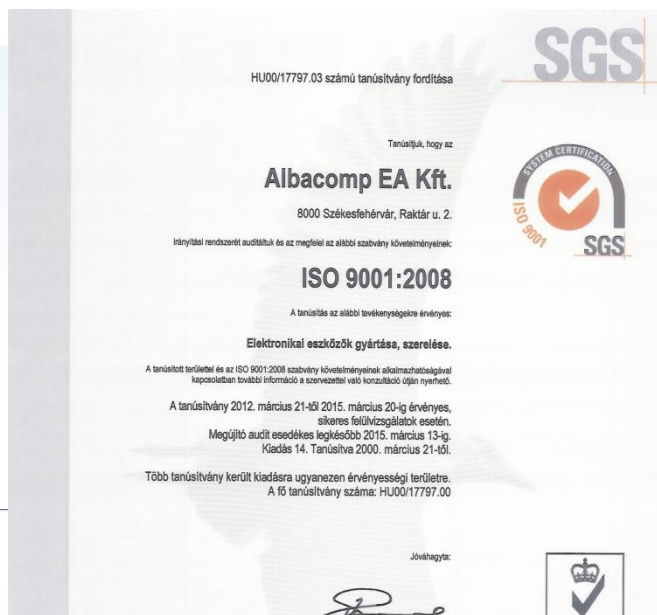 SGS
HU00/17797.03 számú tanúsítvány fordítása
Tanúsítjuk, hogy az
Albacomp EA Kft.
8000 Székesfehérvár, Raktár u. 2.
irányítási rendszerét auditáltuk és az megfelel az alábbi szabvány követelményeinek:
ISO 9001:2008
A tanúsítás az alábbi tevékenységekre érvényes:
Elektronikai eszközök gyártása, szerelése.
A tanúsított területtel és az ISO 9001:2008 szabvány követelményeinek alkalmazhatóságával
kapcsolatban további információ a szervezettel való konzultáció útján nyerhető.
A tanúsítvány 2012. március 21-től 2015. március 20-ig érvényes,
sikeres felülvizsgálatok esetén.
Megújító audit esedékes legkésőbb 2015. március 13-ig.
Kiadás 14. Tanúsítva 2000. március 21-től.
Több tanúsítvány került kiadásra ugyanezen érvényességi területre.
A fő tanúsítvány száma: HU00/17797.00
Jóváhagyta:
SYSTEM CERTIFICATION
ISO 9001
SGS